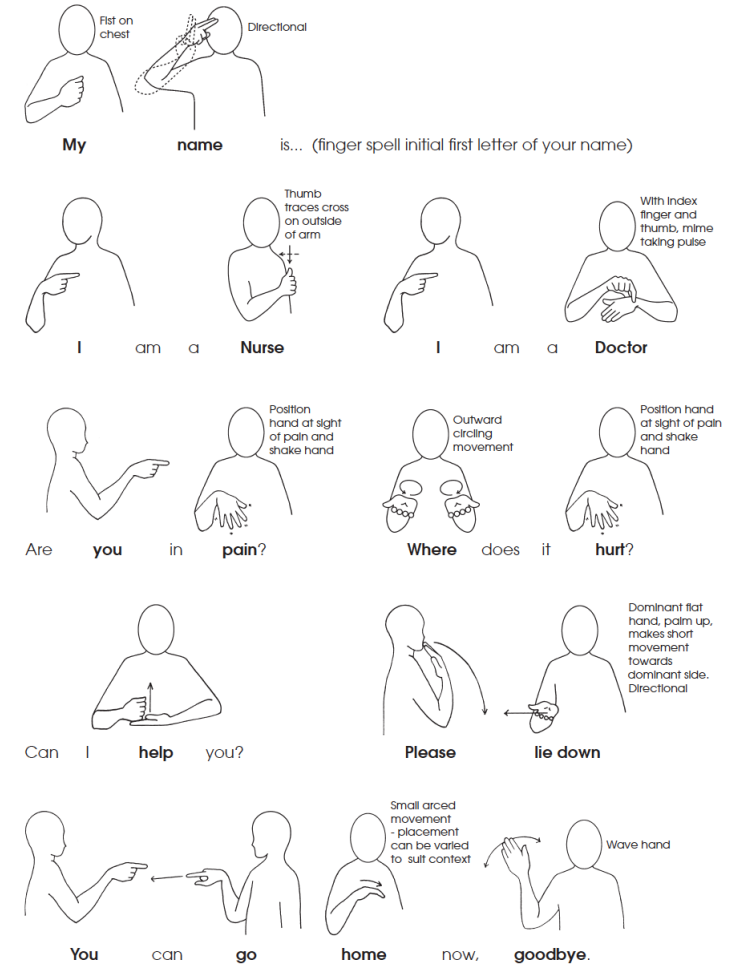 Fist on
chest
Directional
My name is... (finger spell initial first letter of your name)
Thumb
traces cross
on outside
of arm
With index
finger and
thumb, mime
taking pulse
I am a Nurse
I am a Doctor
Position
hand at sight
of pain and
shake hand
Outward
circling
movement
Position hand
at sight of pain
and shake
hand
Are you in pain?
Where does it hurt?
Dominant flat
hand, palm up,
makes short
movement
towards
dominant side.
Directional
Can I help you?
Please lie down
Small arced
movement
- placement
can be varied
to suit context
Wave hand
You can go home now, goodbye.